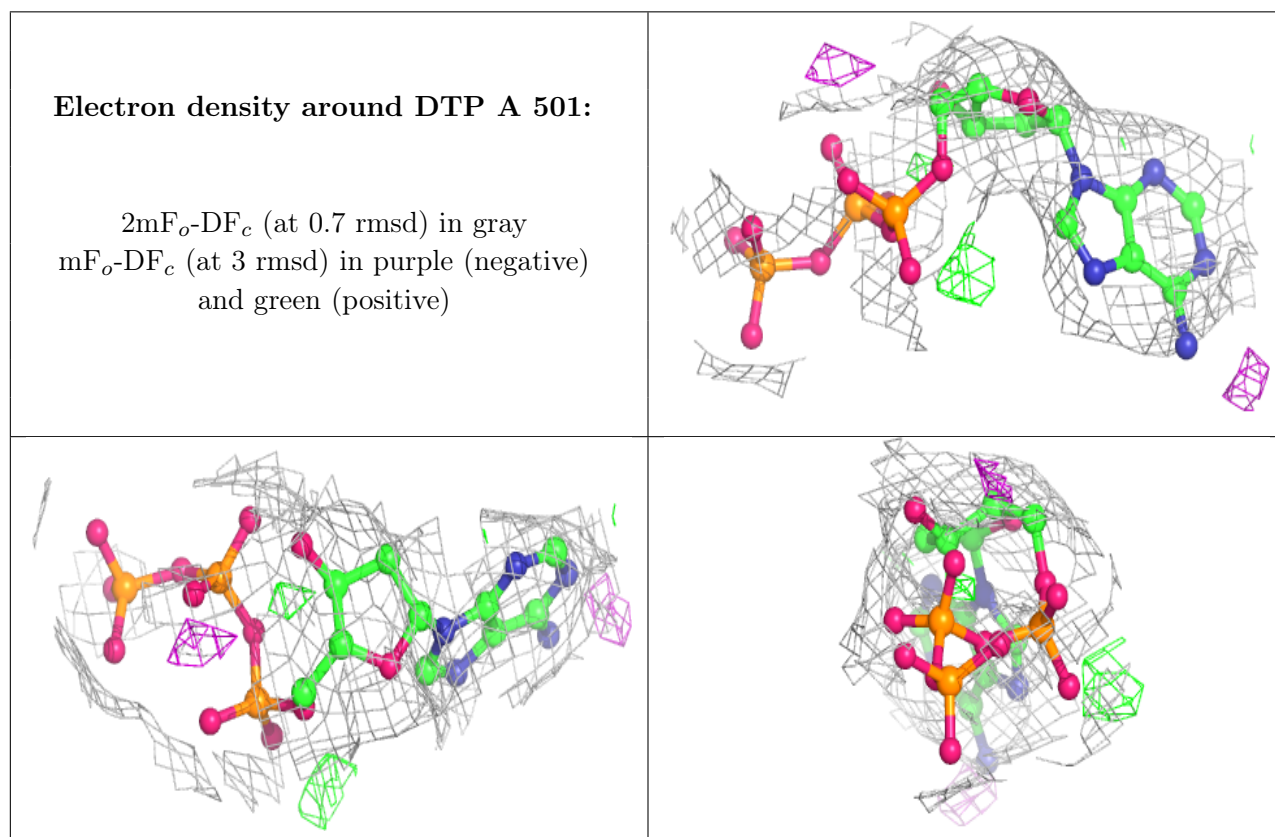 Electron density around DTP A 501:
2mFₒ-DF𝒸 (at 0.7 rmsd) in gray
mFₒ-DF𝒸 (at 3 rmsd) in purple (negative)
and green (positive)